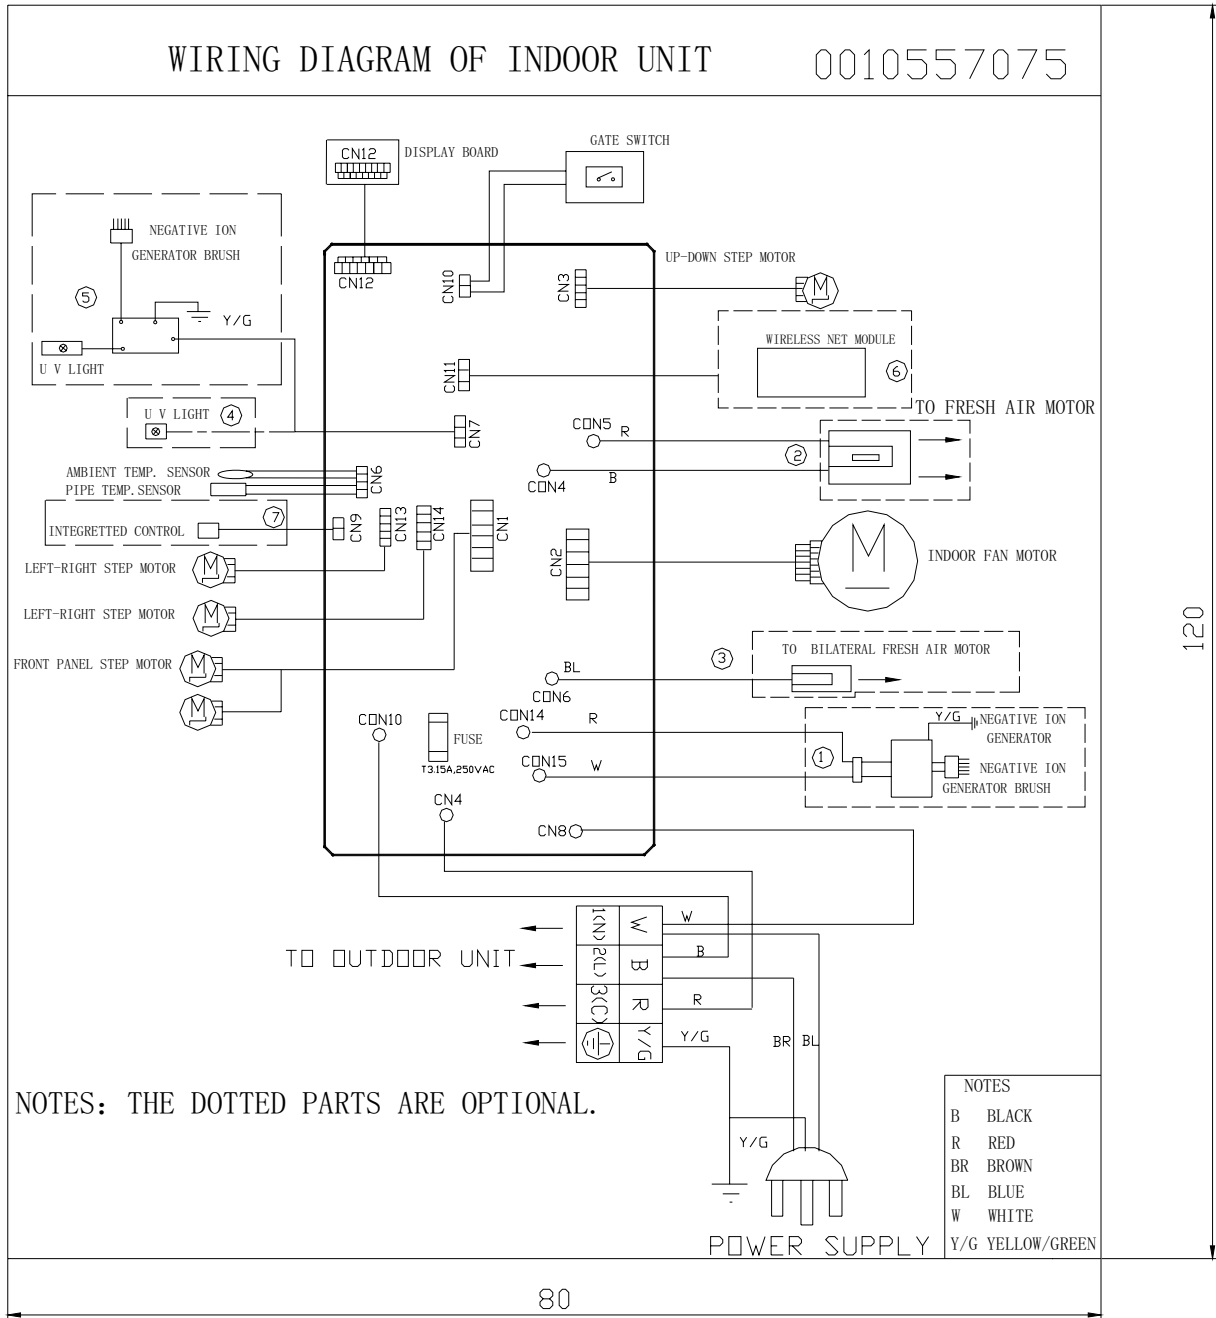 WIRING DIAGRAM OF INDOOR UNIT
0010557075
CN12
DISPLAY BOARD
GATE SWITCH
NEGATIVE ION
GENERATOR BRUSH
5
Y/G
U V LIGHT
CN12
CN10
CN3
UP-DOWN STEP MOTOR
M
WIRELESS NET MODULE
6
CN11
U V LIGHT
4
CN7
CON5
R
TO FRESH AIR MOTOR
2
CON4
B
AMBIENT TEMP. SENSOR
PIPE TEMP.SENSOR
CN6
7
INTEGRETTED CONTROL
CN9
CN13
CN14
CN1
CN2
M
INDOOR FAN MOTOR
LEFT-RIGHT STEP MOTOR
M
LEFT-RIGHT STEP MOTOR
M
FRONT PANEL STEP MOTOR
M
M
3
TO BILATERAL FRESH AIR MOTOR
BL
CON6
CON10
FUSE
T3.15A,250VAC
CON14
R
CON15
W
1
Y/G
NEGATIVE ION
GENERATOR
NEGATIVE ION
GENERATOR BRUSH
CN4
CN8
TO OUTDOOR UNIT
1(N)
W
W
2(L)
B
B
3(C)
R
R
Y/G
Y/G
BR
BL
Y/G
POWER SUPPLY
NOTES: THE DOTTED PARTS ARE OPTIONAL.
NOTES
B BLACK
R RED
BR BROWN
BL BLUE
W WHITE
Y/G YELLOW/GREEN
120
80